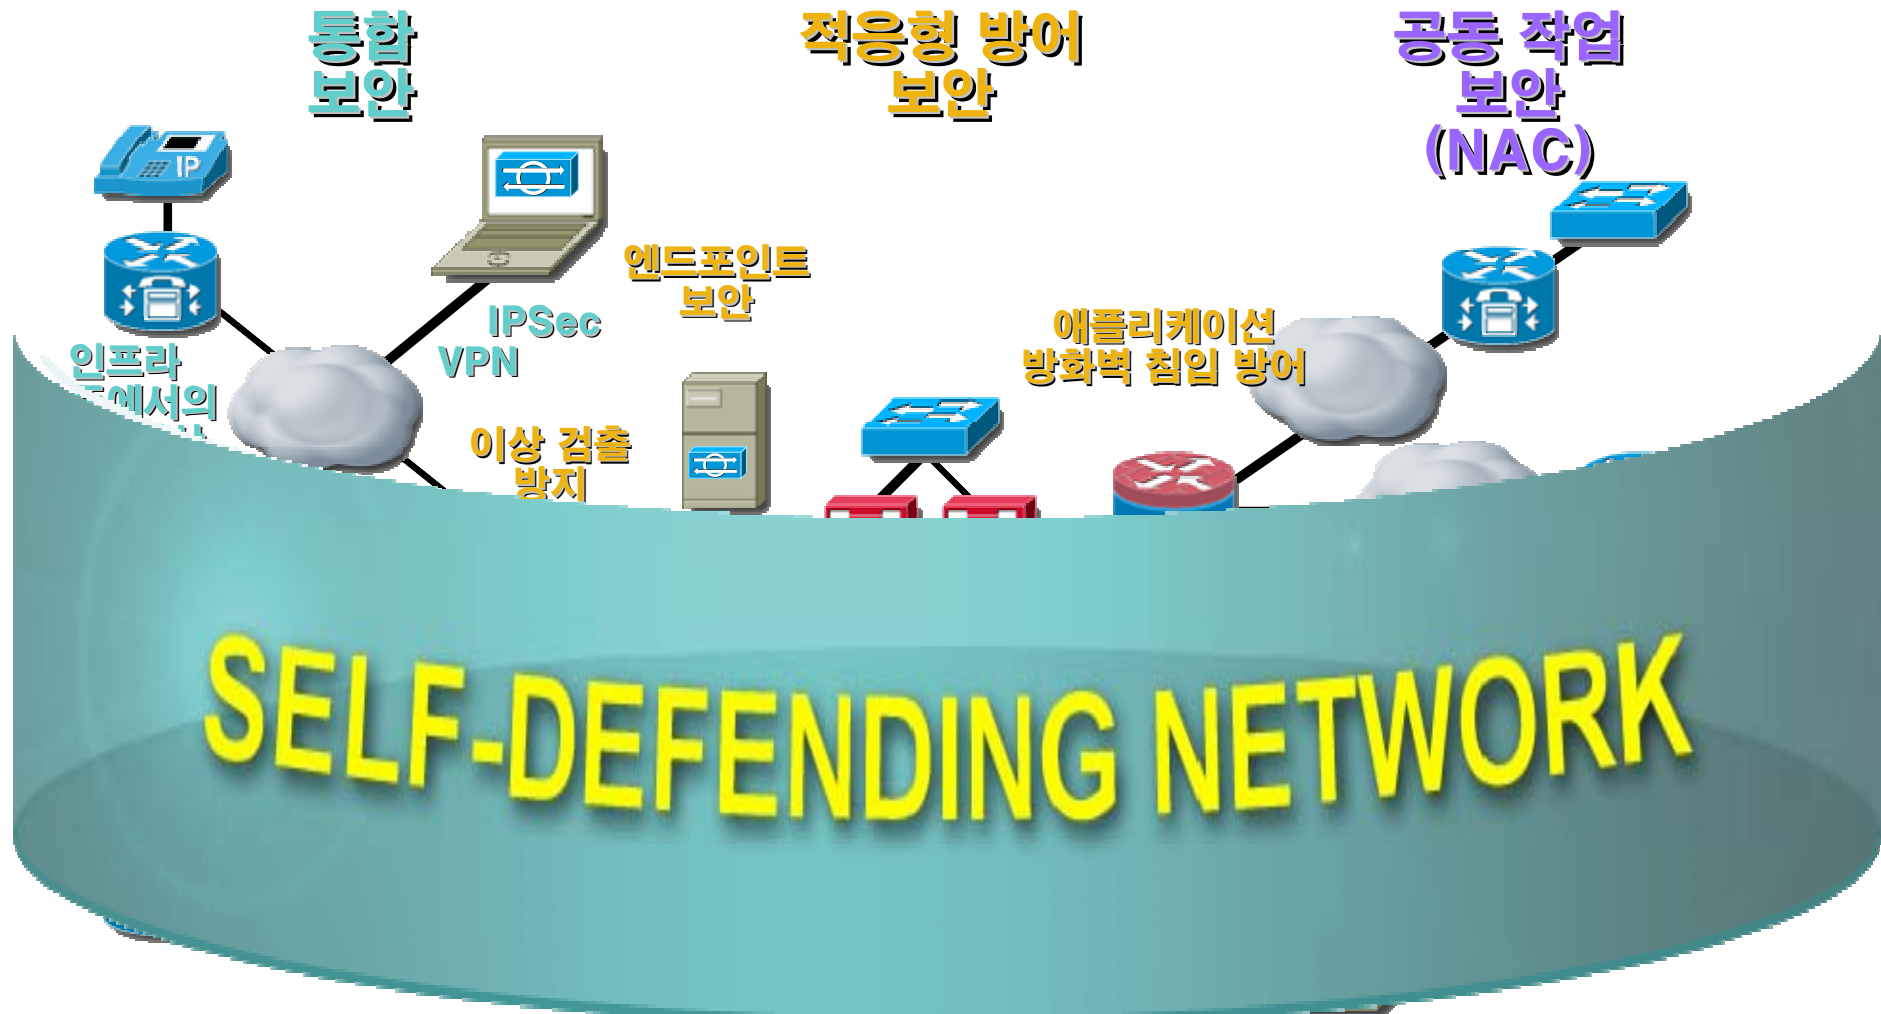 통합
보안
적응형 방어
보안
공동 작업
보안
(NAC)
IP
엔드포인트
보안
IPSec
VPN
인프라
애플리케이션
방화벽 침입 방어
이상 검출
방지
SELF-DEFENDING NETWORK